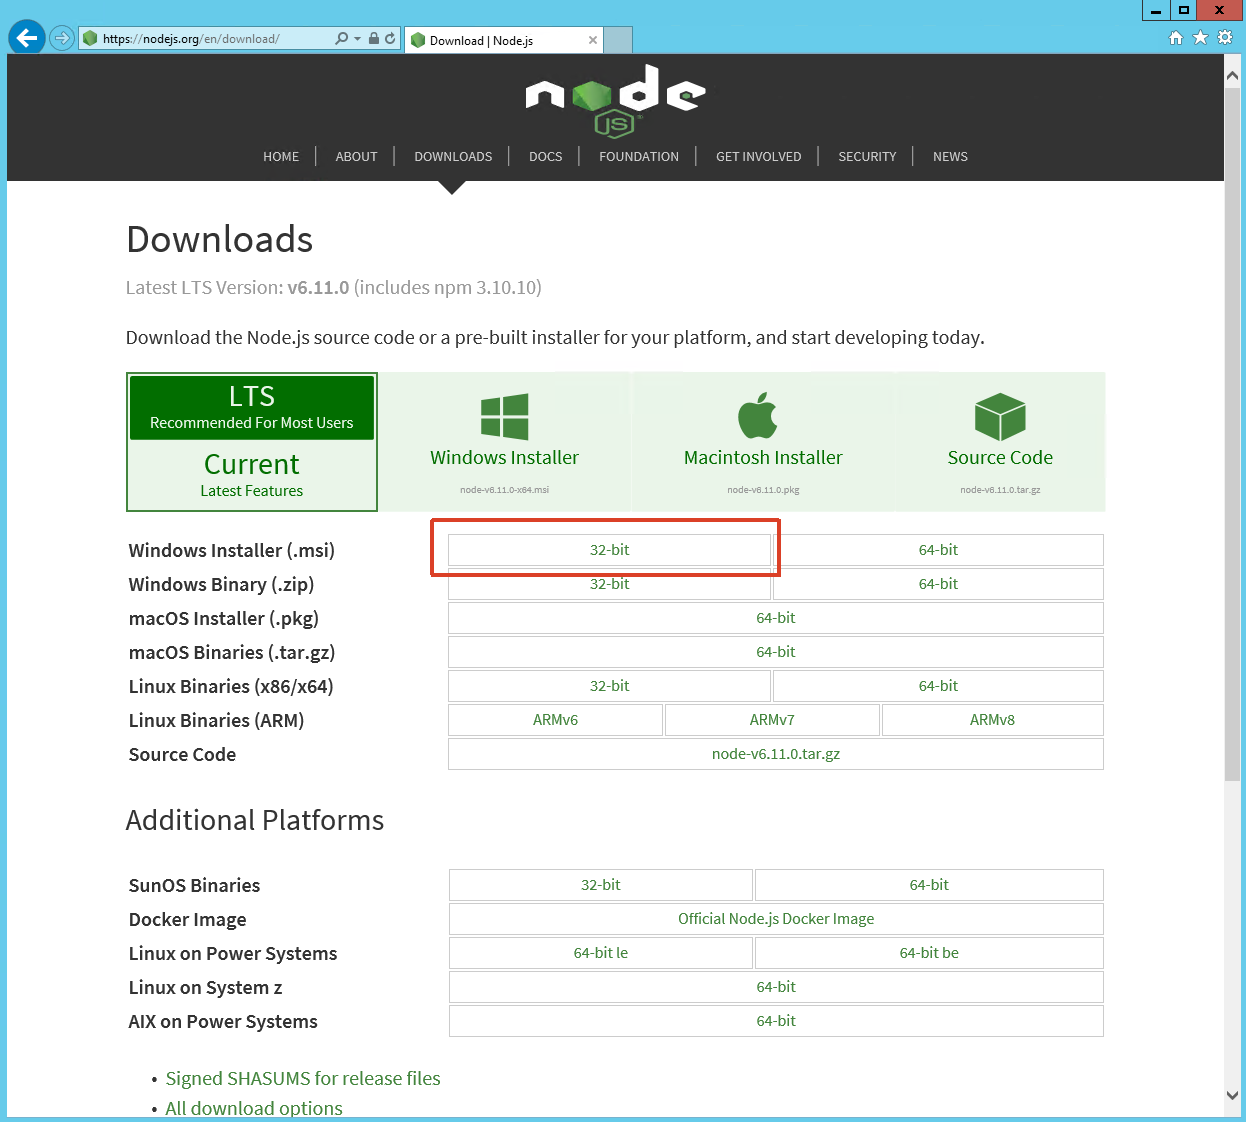 https://nodejs.org/en/download/
Download | Node.js
node
JS
HOME
ABOUT
DOWNLOADS
DOCS
FOUNDATION
GET INVOLVED
SECURITY
NEWS
Downloads
Latest LTS Version: v6.11.0 (includes npm 3.10.10)
Download the Node.js source code or a pre-built installer for your platform, and start developing today.
LTS
Recommended For Most Users
Current
Latest Features
Windows Installer
node-v6.11.0-x64.msi
Macintosh Installer
node-v6.11.0.pkg
Source Code
node-v6.11.0.tar.gz
Windows Installer (.msi) 32-bit 64-bit
Windows Binary (.zip) 32-bit 64-bit
macOS Installer (.pkg) 64-bit
macOS Binaries (.tar.gz) 64-bit
Linux Binaries (x86/x64) 32-bit 64-bit
Linux Binaries (ARM) ARMv6 ARMv7 ARMv8
Source Code node-v6.11.0.tar.gz
Additional Platforms
SunOS Binaries 32-bit 64-bit
Docker Image Official Node.js Docker Image
Linux on Power Systems 64-bit le 64-bit be
Linux on System z 64-bit
AIX on Power Systems 64-bit
• Signed SHASUMS for release files
• All download options